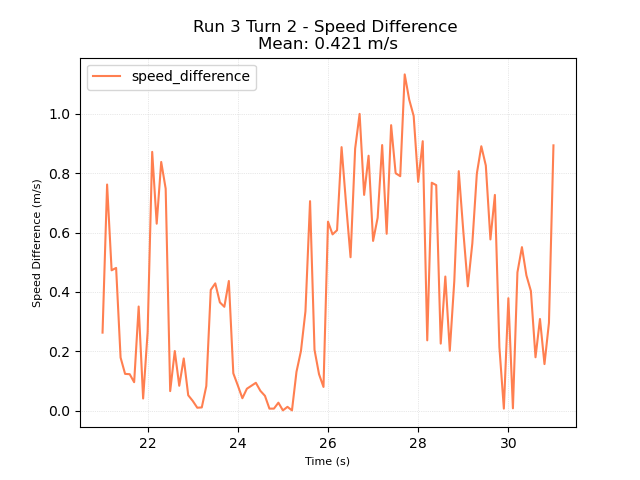 Run 3 Turn 2 - Speed Difference
Mean: 0.421 m/s
speed_difference
1.0
0.8
0.6
0.4
0.2
0.0
Speed Difference (m/s)
22 24 26 28 30
Time (s)